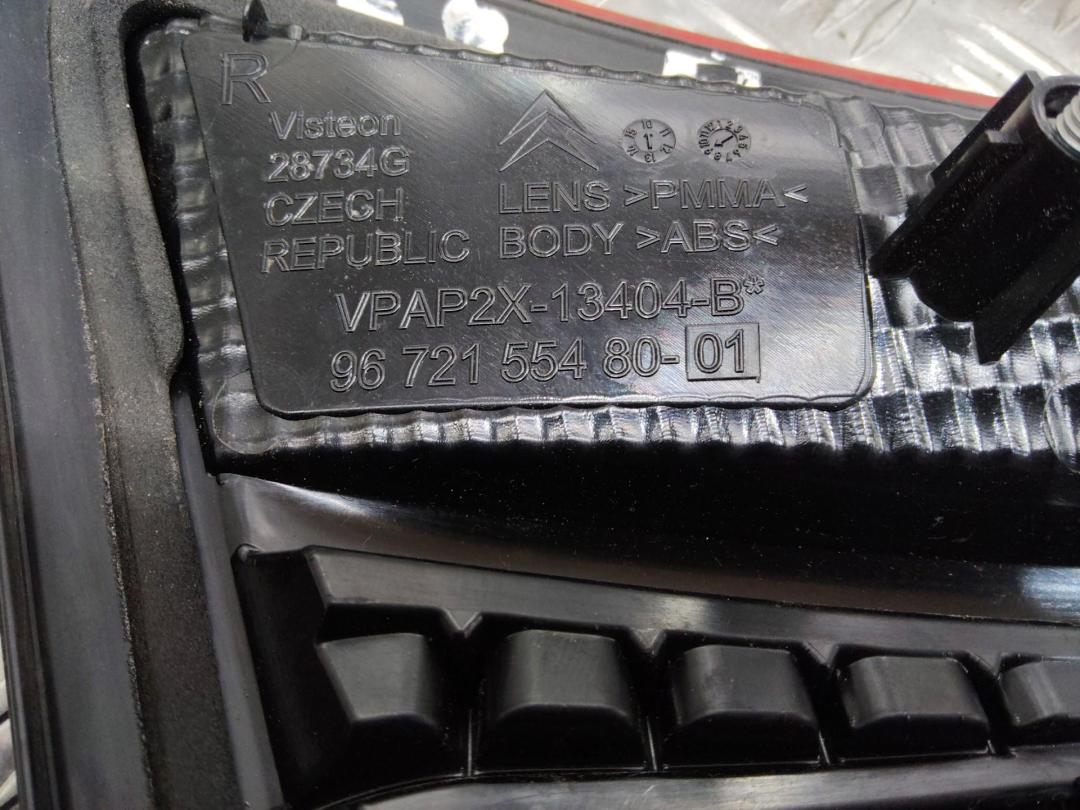 R
Visteon
28734G
CZECH
REPUBLIC
LENS >PMMA<
BODY >ABS<
VPAP2X-13404-B*
96 721 554 80-01